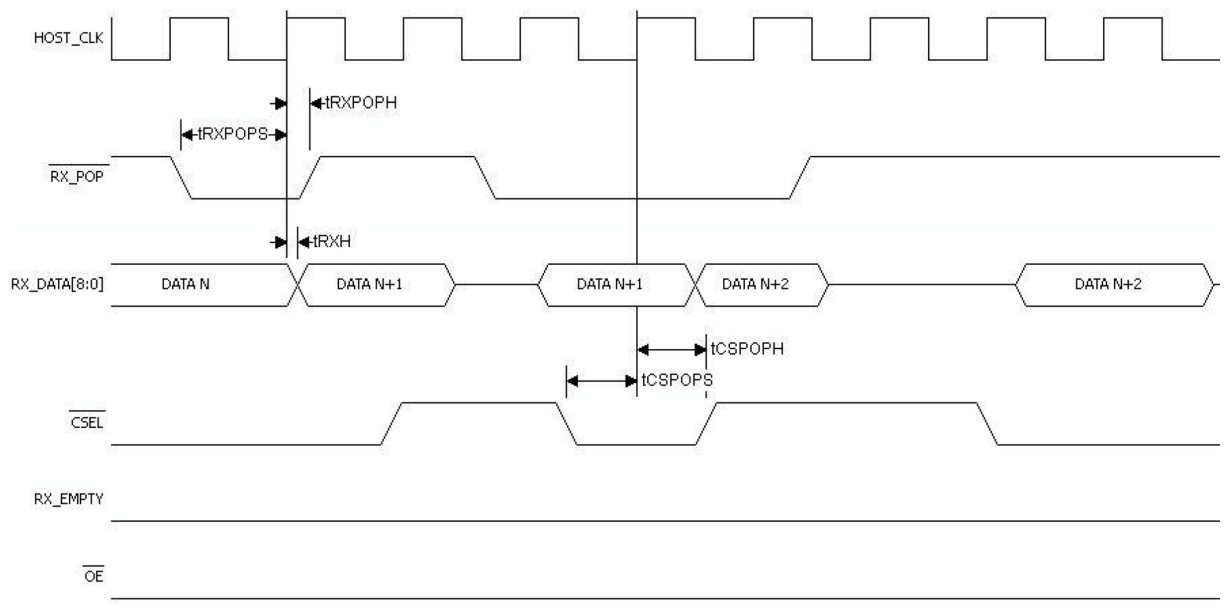 HOST_CLK
tRXPOPH
tRXPOPS
RX_POP
tRXH
RX_DATA[8:0]
DATA N
DATA N+1
DATA N+1
DATA N+2
DATA N+2
tCSPOPH
tCSPOPS
CSEL
RX_EMPTY
OE